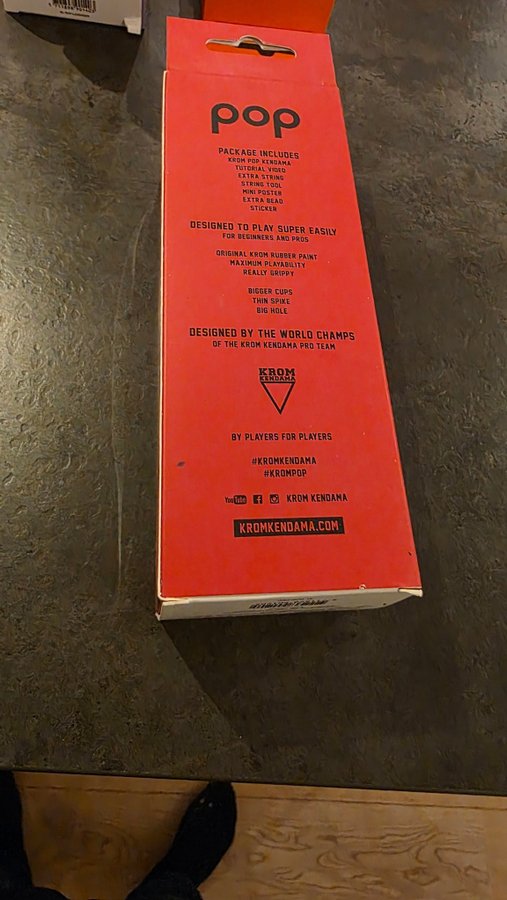 pop
PACKAGE INCLUDES
KROM POP KENDAMA
TUTORIAL VIDEO
EXTRA STRING
STRING TOOL
MINI POSTER
EXTRA BEAD
STICKER
DESIGNED TO PLAY SUPER EASILY
FOR BEGINNERS AND PROS
ORIGINAL KROM RUBBER PAINT
MAXIMUM PLAYABILITY
REALLY GRIPPY
BIGGER CUPS
THIN SPIKE
BIG HOLE
DESIGNED BY THE WORLD CHAMPS
OF THE KROM KENDAMA PRO TEAM
KROM
KENDAMA
BY PLAYERS FOR PLAYERS
#KROMKENDAMA
#KROMPOP
YouTube f KROM KENDAMA
KROMKENDAMA.COM